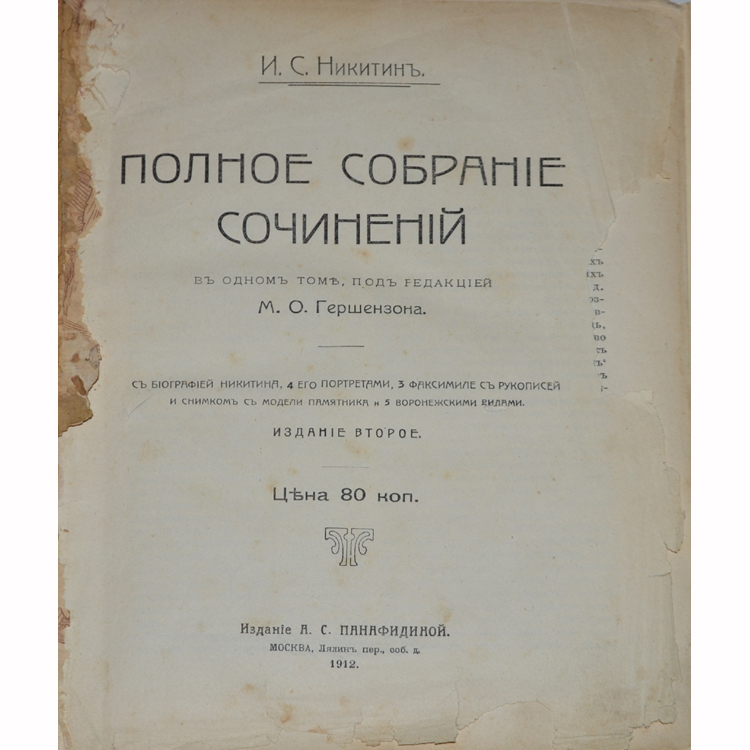 И. С. Никитинъ.
ПОЛНОЕ СОБРАНІЕ
СОЧИНЕНІЙ
ВЪ ОДНОМЪ ТОМѢ, ПОДЪ РЕДАКЦІЕЙ
М. О. Гершензона.
СЪ БІОГРАФІЕЙ НИКИТИНА, 4 ЕГО ПОРТРЕТАМИ, 3 ФАКСИМИЛЕ СЪ РУКОПИСЕЙ
И СНИМКОМЪ СЪ МОДЕЛИ ПАМЯТНИКА и 5 ВОРОНЕЖСКИМИ ВИДАМИ.
ИЗДАНІЕ ВТОРОЕ.
Цѣна 80 коп.
Изданіе А. С. ПАНАФИДИНОЙ.
МОСКВА, Лялинъ пер., соб. д.
1912.